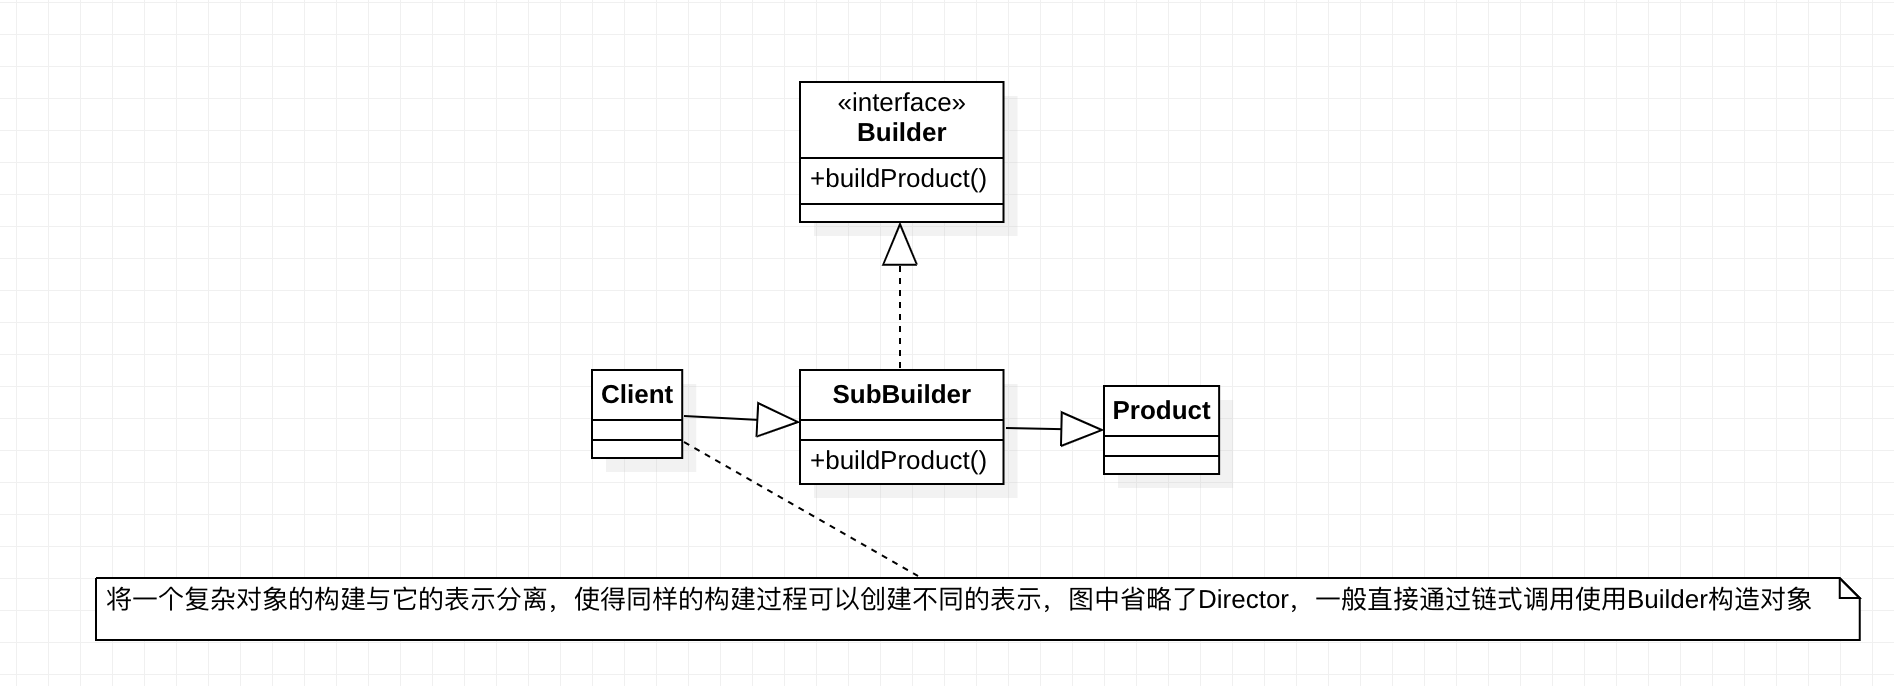 «interface»
Builder
+buildProduct()
Client
SubBuilder
+buildProduct()
Product
将一个复杂对象的构建与它的表示分离，使得同样的构建过程可以创建不同的表示，图中省略了Director，一般直接通过链式调用使用Builder构造对象